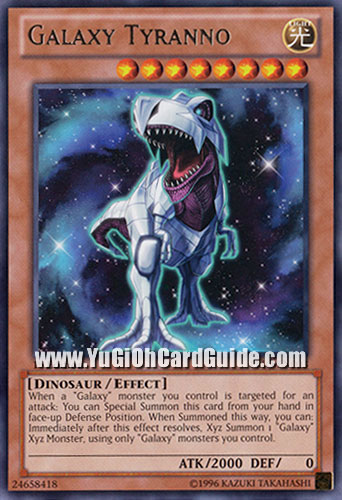 GALAXY TYRANNO
LIGHT
光
www.YuGiOhCardGuide.com
[DINOSAUR / EFFECT]
When a "Galaxy" monster you control is targeted for an
attack: You can Special Summon this card from your hand in
face-up Defense Position. When Summoned this way, you can:
Immediately after this effect resolves, Xyz Summon 1 "Galaxy"
Xyz Monster, using only "Galaxy" monsters you control.
ATK/2000 DEF/ 0
24658418
©1996 KAZUKI TAKAHASHI